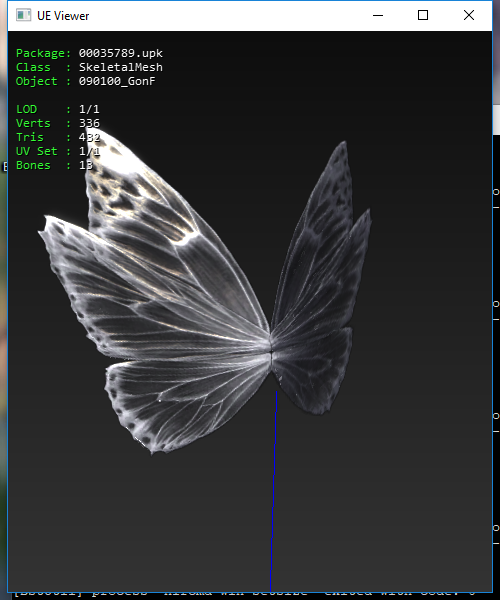 UE Viewer
Package: 00035789.upk
Class : SkeletalMesh
Object : 090100_GonF
LOD : 1/1
Verts : 336
Tris : 432
UV Set : 1/1
Bones : 13